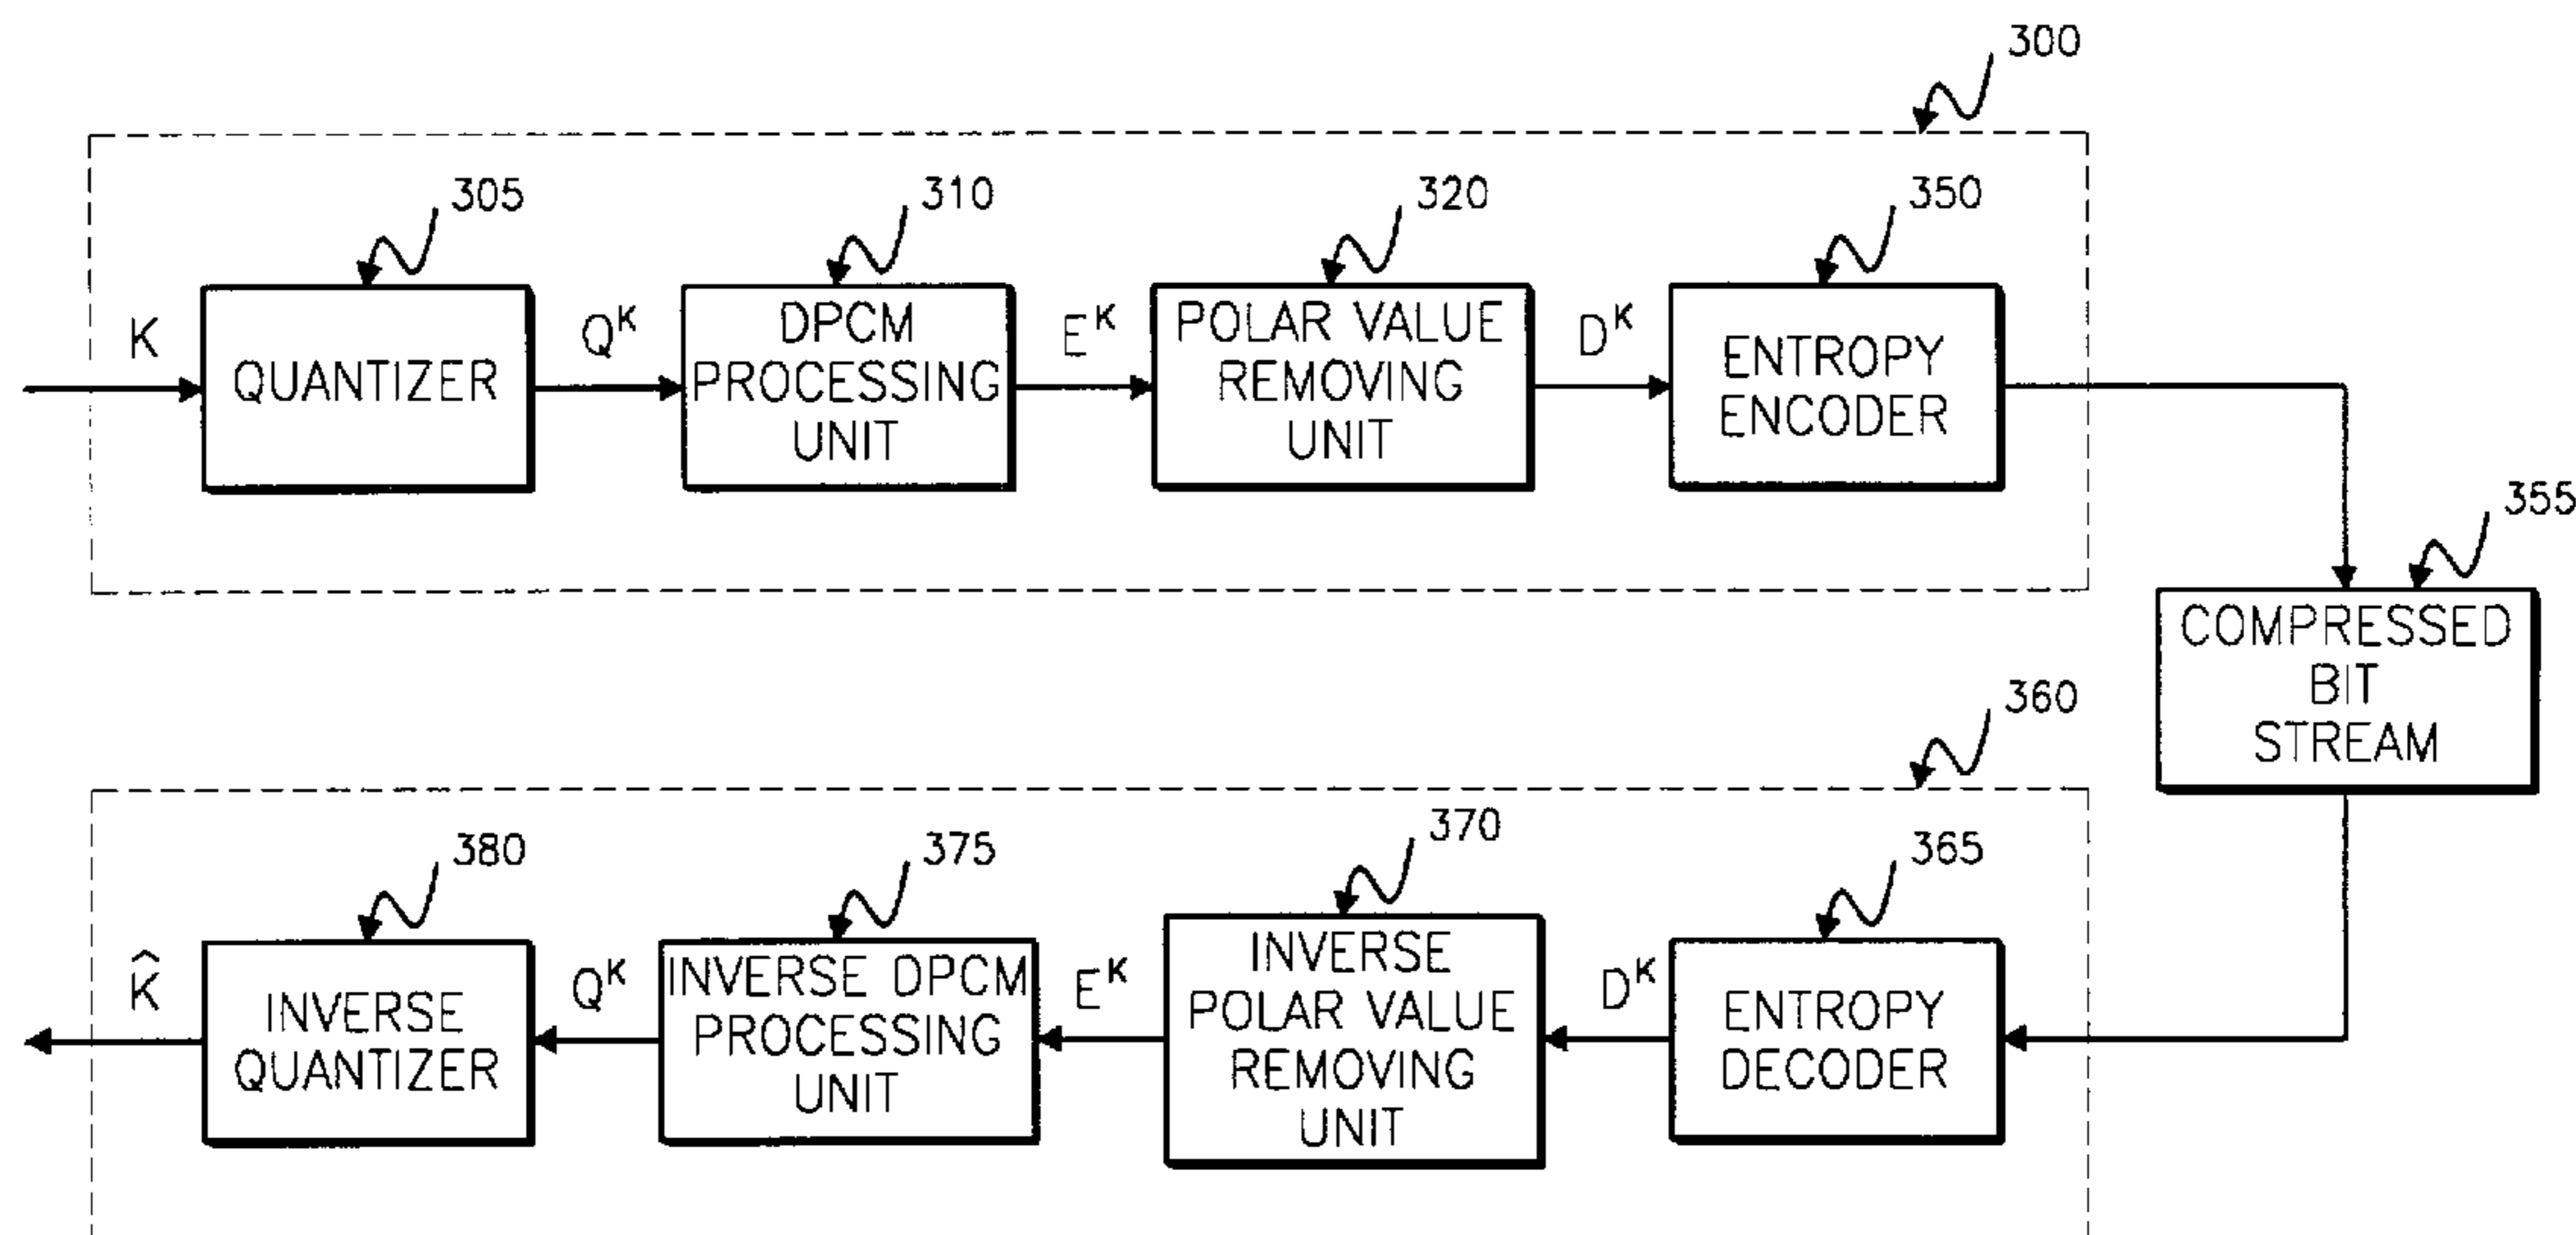 300
305
310
320
350
K
QUANTIZER
Q^K
DPCM
PROCESSING
UNIT
E^K
POLAR VALUE
REMOVING
UNIT
D^K
ENTROPY
ENCODER
355
COMPRESSED
BIT
STREAM
360
380
375
370
365
K̂
INVERSE
QUANTIZER
Q^K
INVERSE DPCM
PROCESSING
UNIT
E^K
INVERSE
POLAR VALUE
REMOVING
UNIT
D^K
ENTROPY
DECODER